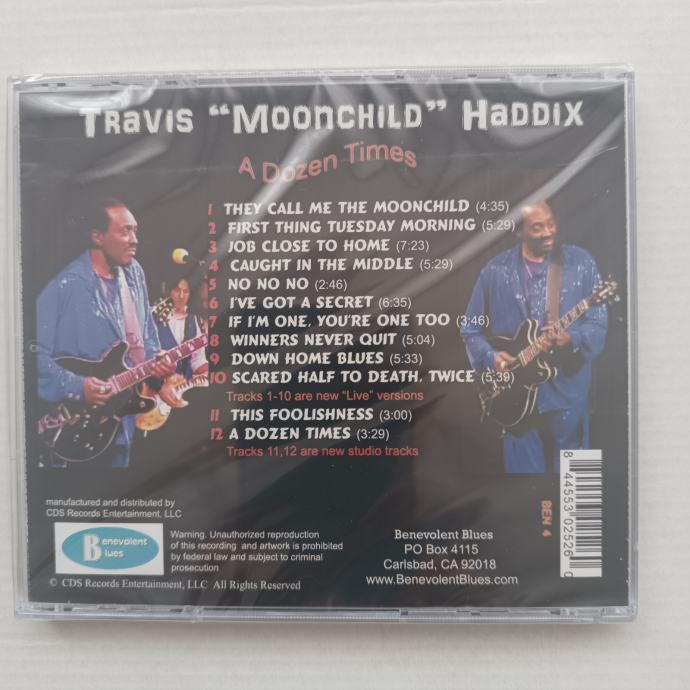 Travis “Moonchild” Haddix
A Dozen Times
1 THEY CALL ME THE MOONCHILD (4:35)
2 FIRST THING TUESDAY MORNING (5:29)
3 JOB CLOSE TO HOME (7:23)
4 CAUGHT IN THE MIDDLE (5:29)
5 NO NO NO (2:46)
6 I'VE GOT A SECRET (6:35)
7 IF I'M ONE, YOU'RE ONE TOO (3:46)
8 WINNERS NEVER QUIT (5:04)
9 DOWN HOME BLUES (5:33)
10 SCARED HALF TO DEATH, TWICE (5:39)
Tracks 1-10 are new “Live” versions
11 THIS FOOLISHNESS (3:00)
12 A DOZEN TIMES (3:29)
Tracks 11,12 are new studio tracks
manufactured and distributed by
CDS Records Entertainment, LLC
Benevolent
Blues
Warning. Unauthorized reproduction
of this recording and artwork is prohibited
by federal law and subject to criminal
prosecution
© CDS Records Entertainment, LLC All Rights Reserved
Benevolent Blues
PO Box 4115
Carlsbad, CA 92018
www.BenevolentBlues.com
BEN 4
8 44553 02526 0